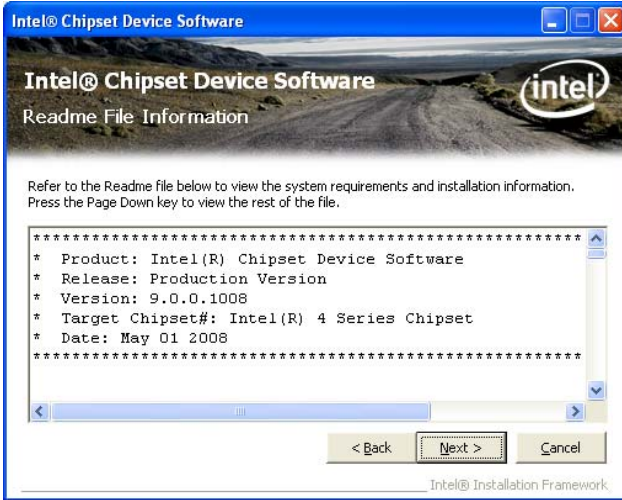 Intel® Chipset Device Software
Intel® Chipset Device Software
intel
Readme File Information
Refer to the Readme file below to view the system requirements and installation information.
Press the Page Down key to view the rest of the file.
********************************************************
* Product: Intel(R) Chipset Device Software
* Release: Production Version
* Version: 9.0.0.1008
* Target Chipset#: Intel(R) 4 Series Chipset
* Date: May 01 2008
********************************************************
< Back Next > Cancel
Intel® Installation Framework